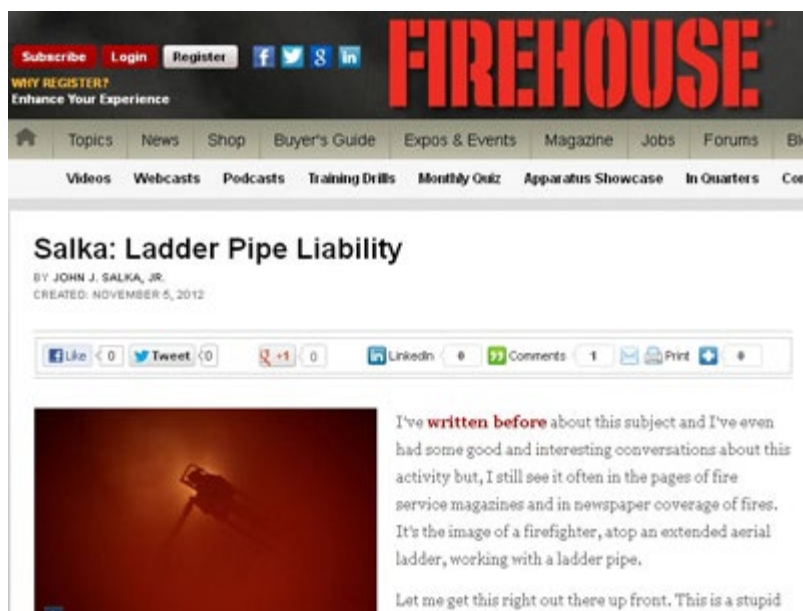 Subscribe Login Register
FIREHOUSE
WHY REGISTER?
Enhance Your Experience
Topics News Shop Buyer's Guide Expos & Events Magazine Jobs Forums Bl
Videos Webcasts Podcasts Training Drills Monthly Quiz Apparatus Showcase In Quarters Con
Salka: Ladder Pipe Liability
BY JOHN J. SALKA, JR.
CREATED: NOVEMBER 5, 2012
Like 0 Tweet 0 +1 0 LinkedIn 0 Comments 1 Print 0
I've written before about this subject and I've even
had some good and interesting conversations about this
activity but, I still see it often in the pages of fire
service magazines and in newspaper coverage of fires.
It's the image of a firefighter, atop an extended aerial
ladder, working with a ladder pipe.
Let me get this right out there up front. This is a stupid